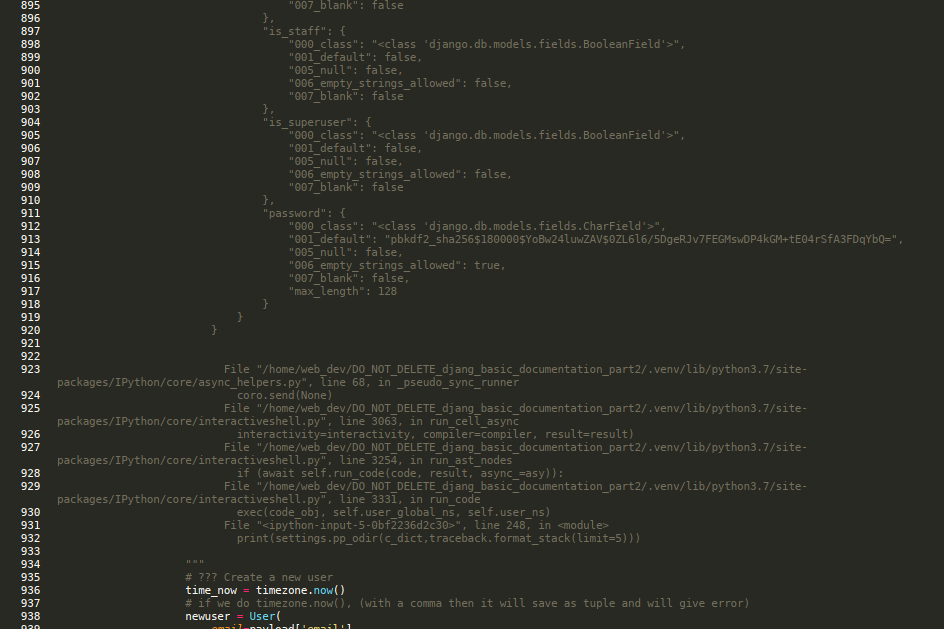 895 "007_blank": false
896 },
897 "is_staff": {
898 "000_class": "<class 'django.db.models.fields.BooleanField'>",
899 "001_default": false,
900 "005_null": false,
901 "006_empty_strings_allowed": false,
902 "007_blank": false
903 },
904 "is_superuser": {
905 "000_class": "<class 'django.db.models.fields.BooleanField'>",
906 "001_default": false,
907 "005_null": false,
908 "006_empty_strings_allowed": false,
909 "007_blank": false
910 },
911 "password": {
912 "000_class": "<class 'django.db.models.fields.CharField'>",
913 "001_default": "pbkdf2_sha256$180000$YoBw24luwZAV$0ZL6l6/5DgeRJv7FEGMswDP4kGM+tE04rSfA3FDqYbQ=",
914 "005_null": false,
915 "006_empty_strings_allowed": true,
916 "007_blank": false,
917 "max_length": 128
918 }
919 }
920 }
921
922
923 File "/home/web_dev/DO_NOT_DELETE_djang_basic_documentation_part2/.venv/lib/python3.7/site-
packages/IPython/core/async_helpers.py", line 68, in _pseudo_sync_runner
924 coro.send(None)
925 File "/home/web_dev/DO_NOT_DELETE_djang_basic_documentation_part2/.venv/lib/python3.7/site-
packages/IPython/core/interactiveshell.py", line 3063, in run_cell_async
926 interactivity=interactivity, compiler=compiler, result=result)
927 File "/home/web_dev/DO_NOT_DELETE_djang_basic_documentation_part2/.venv/lib/python3.7/site-
packages/IPython/core/interactiveshell.py", line 3254, in run_ast_nodes
928 if (await self.run_code(code, result, async_=asy)):
929 File "/home/web_dev/DO_NOT_DELETE_djang_basic_documentation_part2/.venv/lib/python3.7/site-
packages/IPython/core/interactiveshell.py", line 3331, in run_code
930 exec(code_obj, self.user_global_ns, self.user_ns)
931 File "<ipython-input-5-0bf2236d2c30>", line 248, in <module>
932 print(settings.pp_odir(c_dict,traceback.format_stack(limit=5)))
933
934 """
935 # ??? Create a new user
936 time_now = timezone.now()
937 # if we do timezone.now(), (with a comma then it will save as tuple and will give error)
938 newuser = User(
939 email=payload['email']